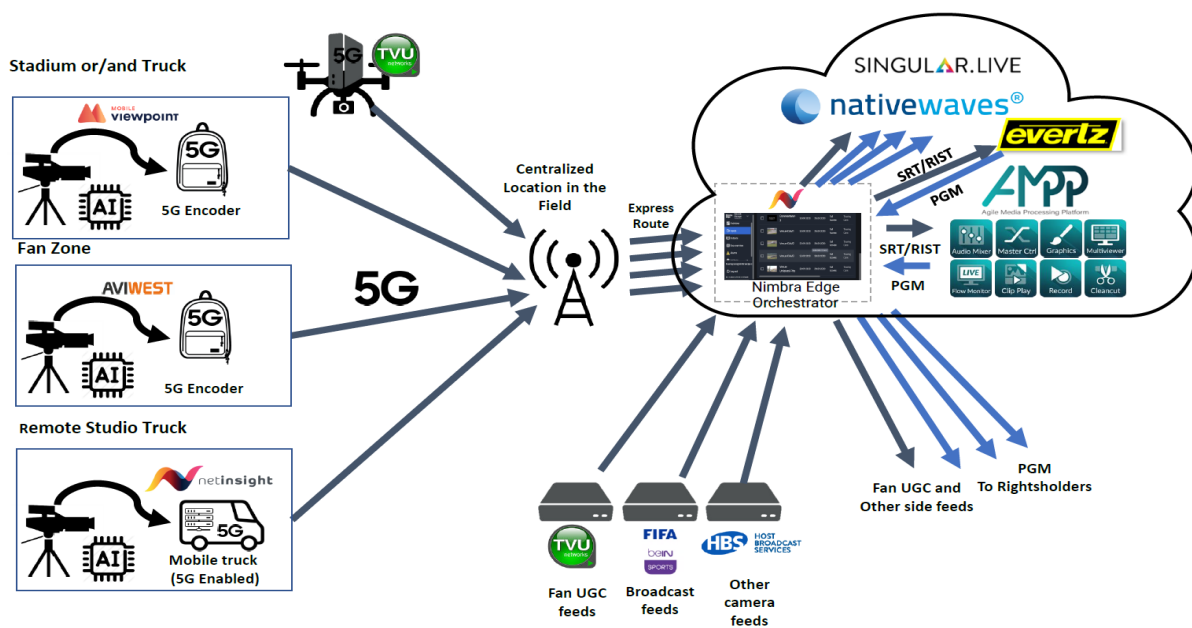 Stadium or/and Truck
MOBILE
viewpoint
5G
AI
5G Encoder
Fan Zone
AVIWEST
5G
AI
5G Encoder
Remote Studio Truck
netinsight
5G
AI
Mobile truck
(5G Enabled)
5G
TVU
networks
5G
Centralized
Location in the
Field
Express
Route
SINGULAR.LIVE
nativewaves®
evertz
SRT/RIST
PGM
AMPP
Agile Media Processing Platform
SRT/RIST
PGM
Audio Mixer
Master Ctrl
Graphics
Multiviewer
LIVE
Flow Monitor
Clip Play
Record
Cleancut
Nimbra Edge
Orchestrator
TVU
networks
Fan UGC
feeds
FIFA
beIN
SPORTS
Broadcast
feeds
HBS
HOST
BROADCAST
SERVICES
Other
camera
feeds
Fan UGC and
Other side feeds
PGM
To Rightsholders